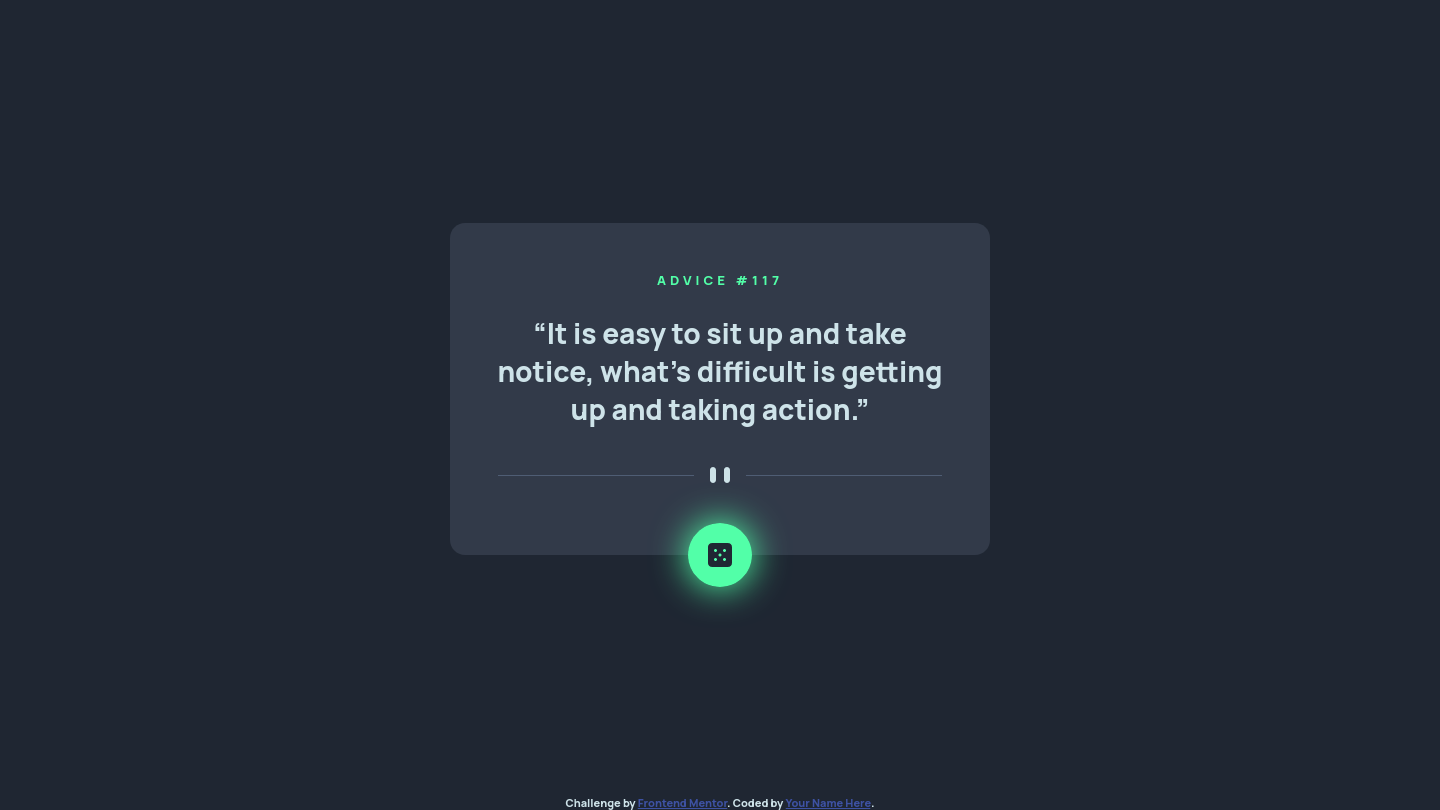 ADVICE #117
“It is easy to sit up and take
notice, what’s difficult is getting
up and taking action.”
Challenge by Frontend Mentor. Coded by Your Name Here.